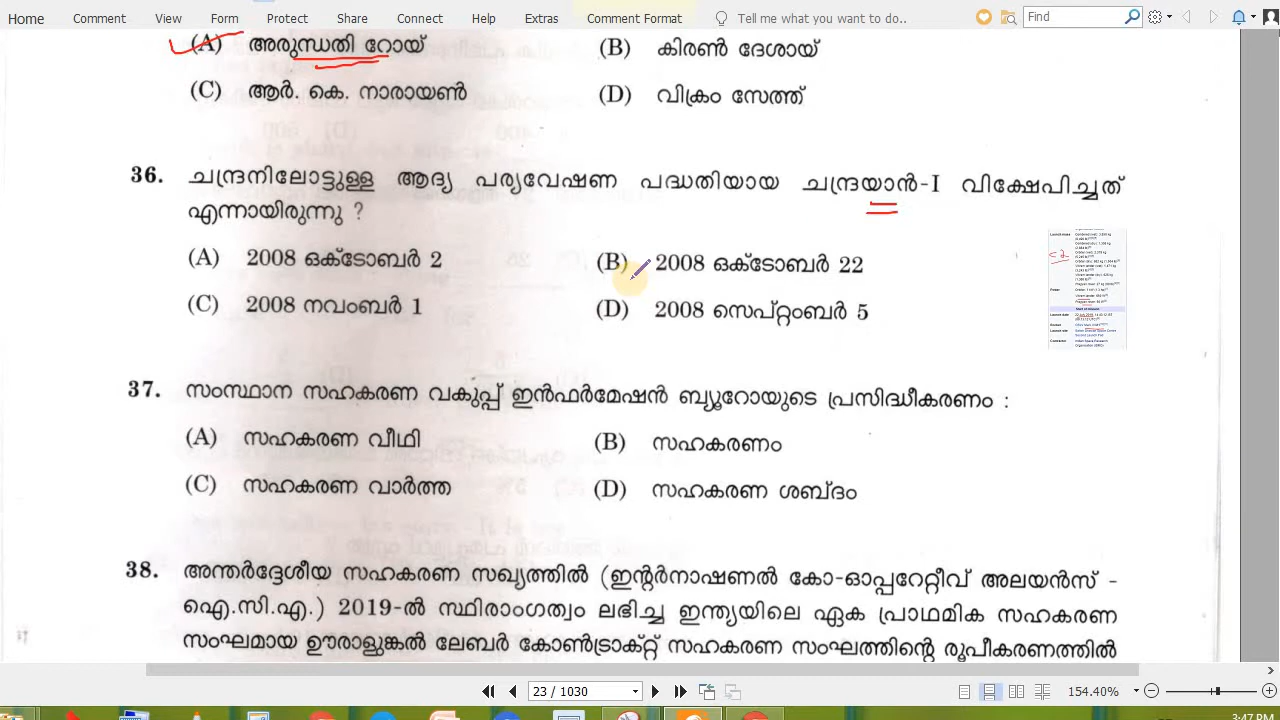 Home Comment View Form Protect Share Connect Help Extras Comment Format Tell me what you want to do.. Find
(A) അരുന്ധതി റോയ് (B) കിരൺ ദേശായ്
(C) ആർ. കെ. നാരായൺ (D) വിക്രം സേത്ത്
36. ചന്ദ്രനിലോട്ടുള്ള ആദ്യ പര്യവേഷണ പദ്ധതിയായ ചന്ദ്രയാൻ-I വിക്ഷേപിച്ചത്
എന്നായിരുന്നു ?
(A) 2008 ഒക്ടോബർ 2 (B) 2008 ഒക്ടോബർ 22
(C) 2008 നവംബർ 1 (D) 2008 സെപ്റ്റംബർ 5
37. സംസ്ഥാന സഹകരണ വകുപ്പ് ഇൻഫർമേഷൻ ബ്യൂറോയുടെ പ്രസിദ്ധീകരണം :
(A) സഹകരണ വീഥി (B) സഹകരണം
(C) സഹകരണ വാർത്ത (D) സഹകരണ ശബ്ദം
38. അന്തർദ്ദേശീയ സഹകരണ സഖ്യത്തിൽ (ഇന്റർനാഷണൽ കോ-ഓപ്പറേറ്റീവ് അലയൻസ് -
ഐ.സി.എ.) 2019-ൽ സ്ഥിരാംഗത്വം ലഭിച്ച ഇന്ത്യയിലെ ഏക പ്രാഥമിക സഹകരണ
സംഘമായ ഊരാളുങ്കൽ ലേബർ കോൺട്രാക്റ്റ് സഹകരണ സംഘത്തിന്റെ രൂപീകരണത്തിൽ
23 / 1030 154.40%
3:47 PM